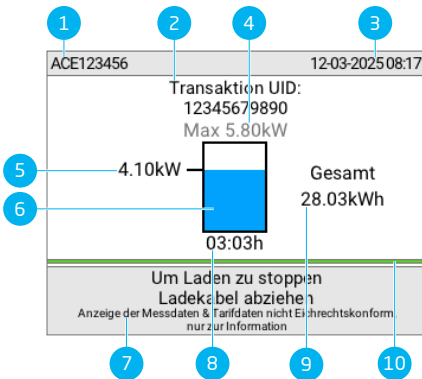 1
2
4
3
ACE123456
12-03-2025 08:17
Transaktion UID:
12345679890
Max 5.80kW
5
4.10kW
Gesamt
6
28.03kWh
03:03h
Um Laden zu stoppen
Ladekabel abziehen
Anzeige der Messdaten & Tarifdaten nicht Eichrechtskonform,
nur zur Information
7
8
9
10